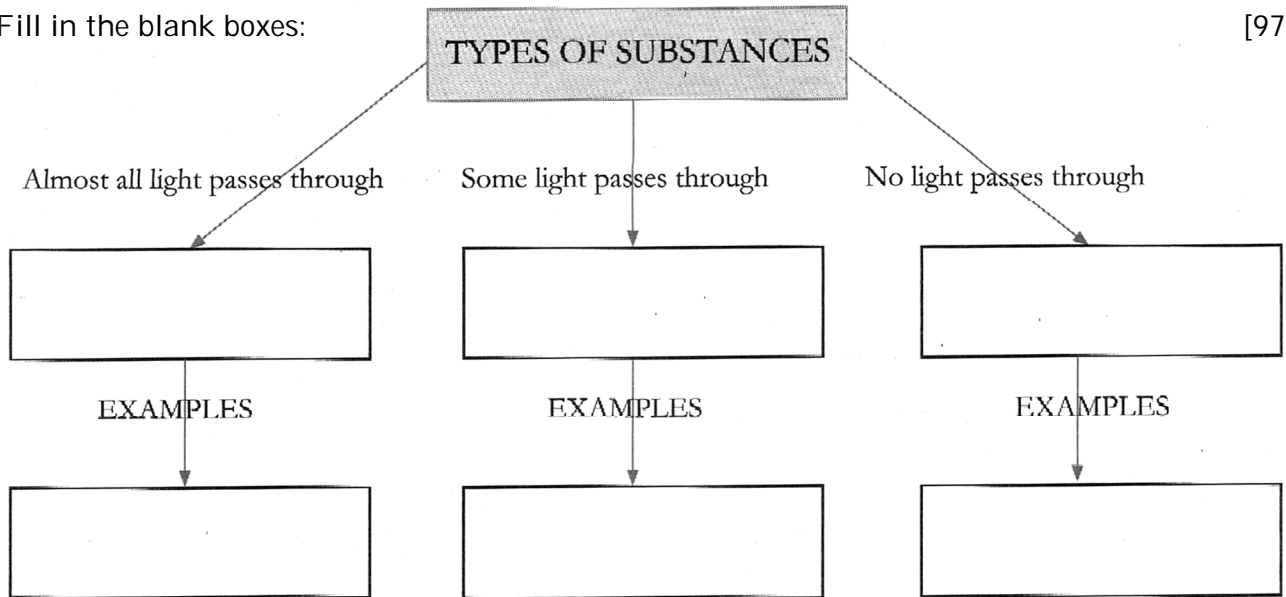 Fill in the blank boxes:
[97
TYPES OF SUBSTANCES
Almost all light passes through
Some light passes through
No light passes through
EXAMPLES
EXAMPLES
EXAMPLES